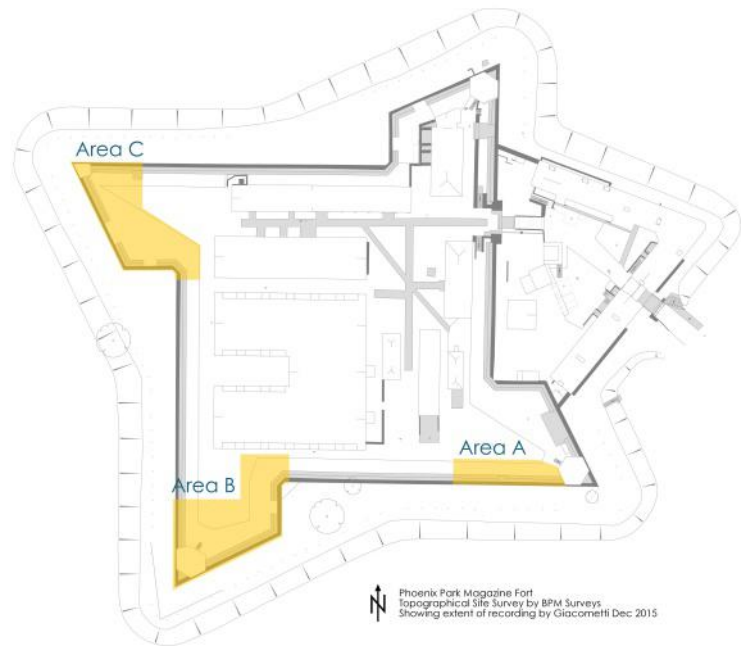 Area C
Area A
Area B
N
Phoenix Park Magazine Fort
Topographical Site Survey by BPM Surveys
Showing extent of recording by Giacometti Dec 2015